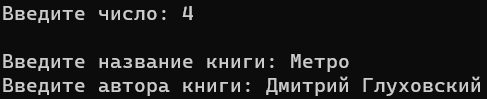 Введите число: 4
Введите название книги: Метро
Введите автора книги: Дмитрий Глуховский